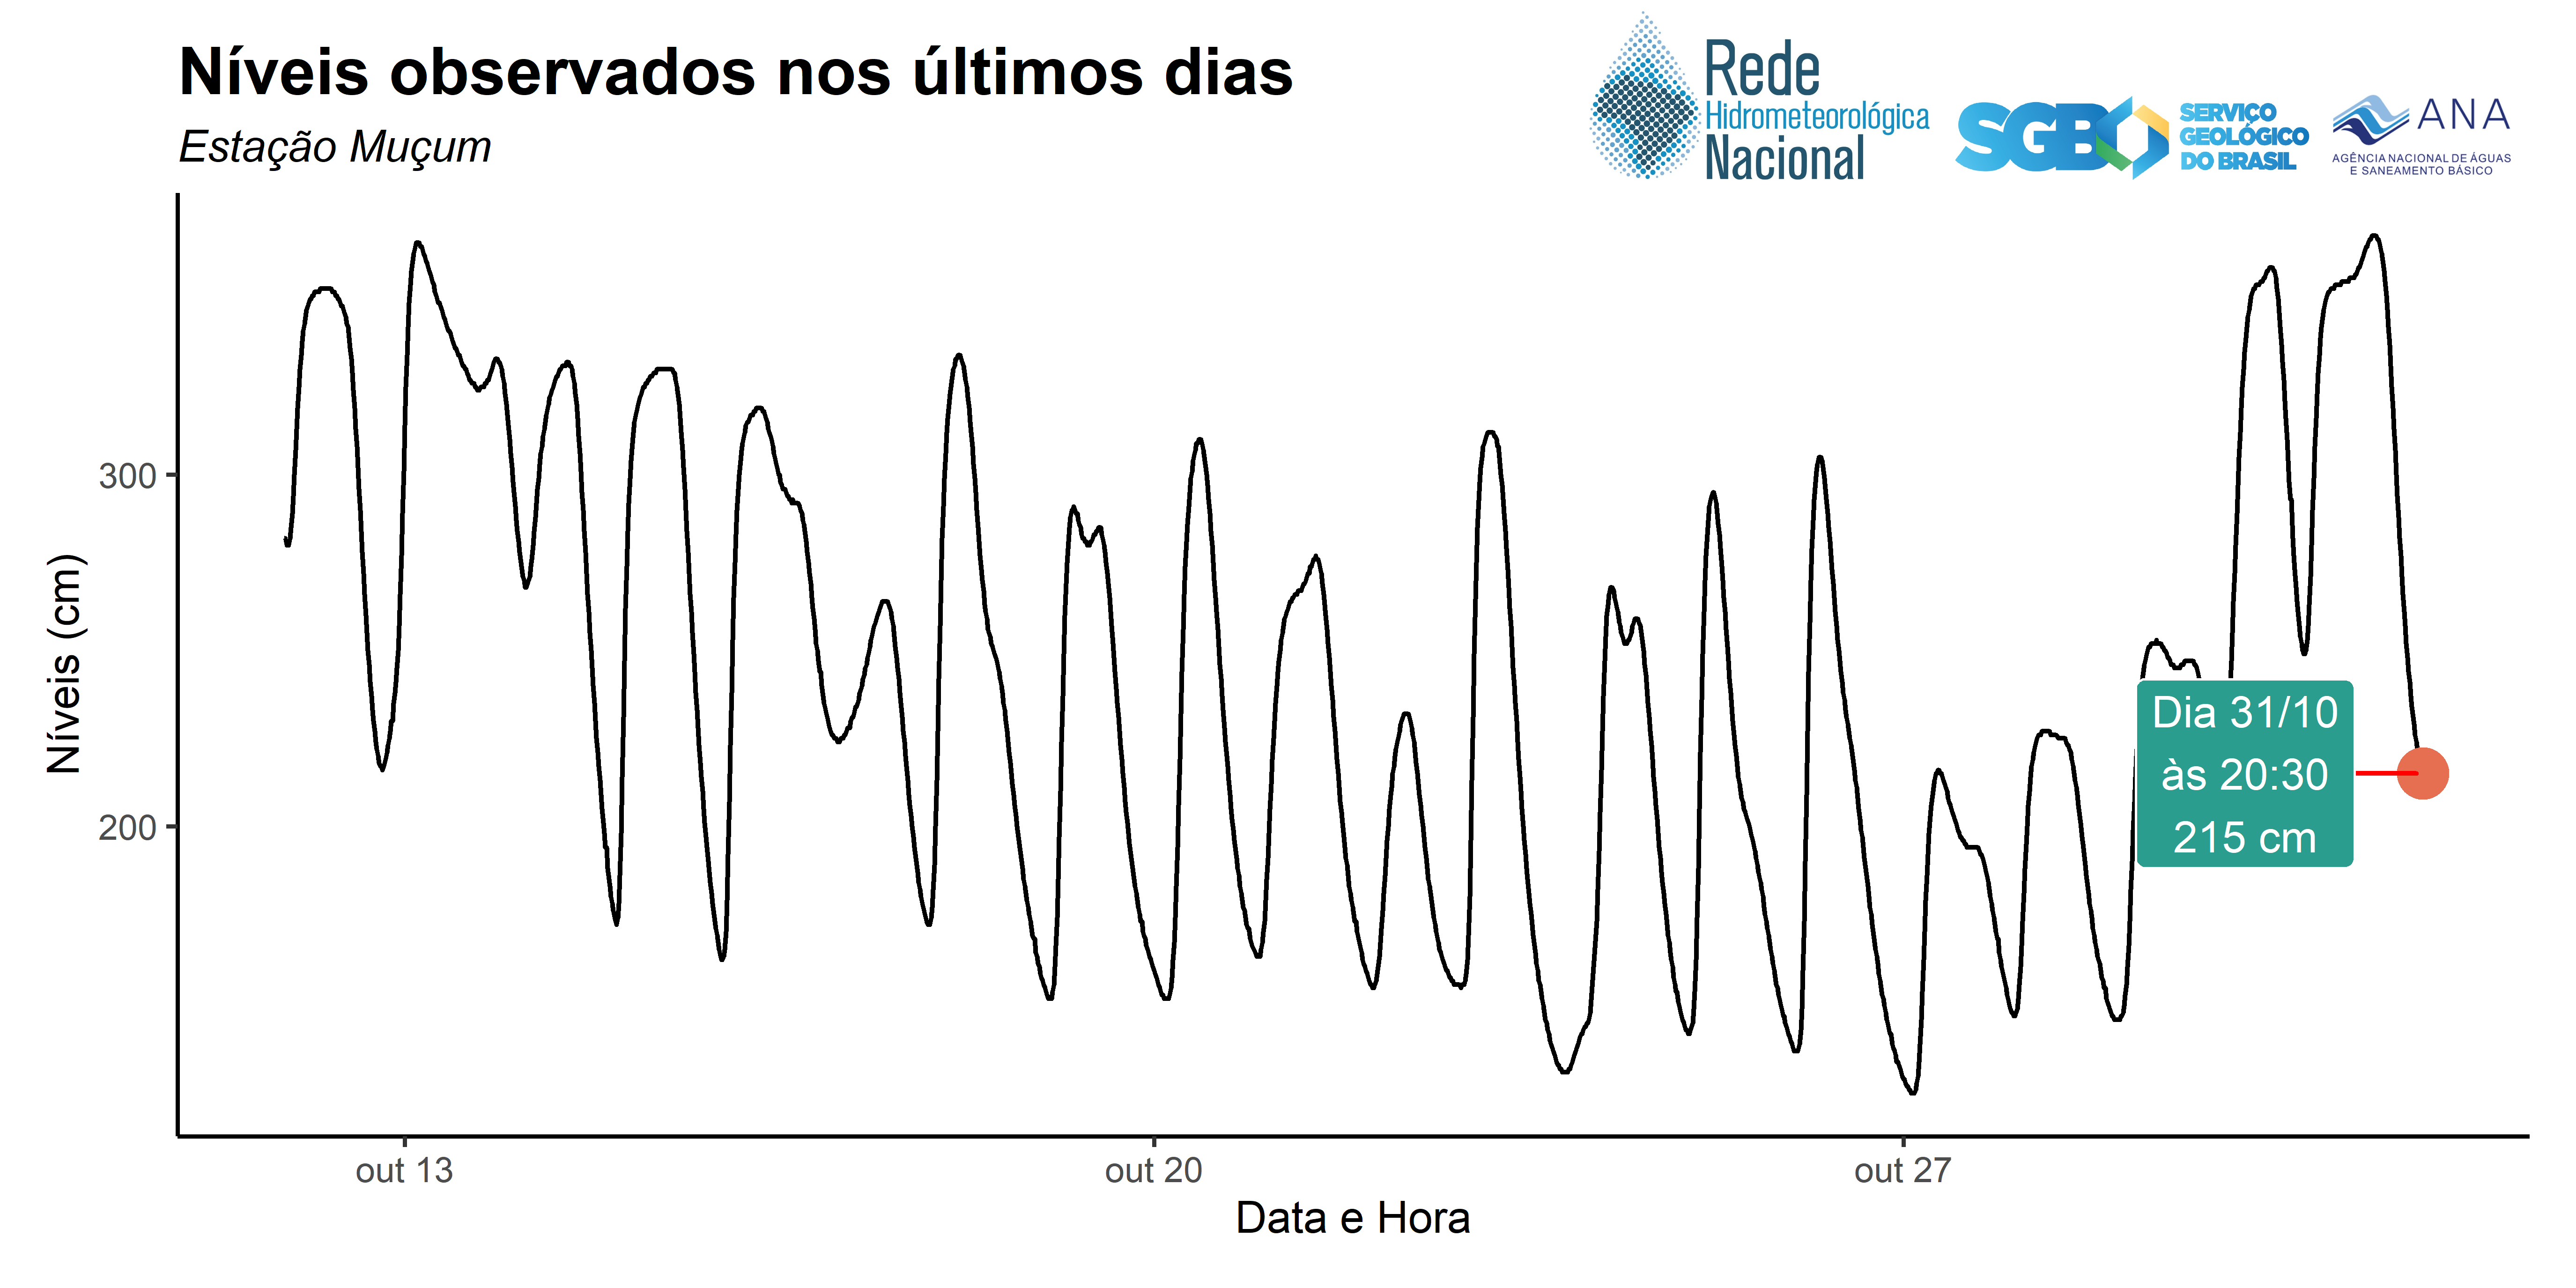 Níveis observados nos últimos dias
Estação Muçum
Rede
Hidrometeorológica
Nacional
SGB
SERVIÇO
GEOLÓGICO
DO BRASIL
ANA
AGÊNCIA NACIONAL DE ÁGUAS
E SANEAMENTO BÁSICO
Níveis (cm)
300
200
Dia 31/10
às 20:30
215 cm
out 13
out 20
out 27
Data e Hora